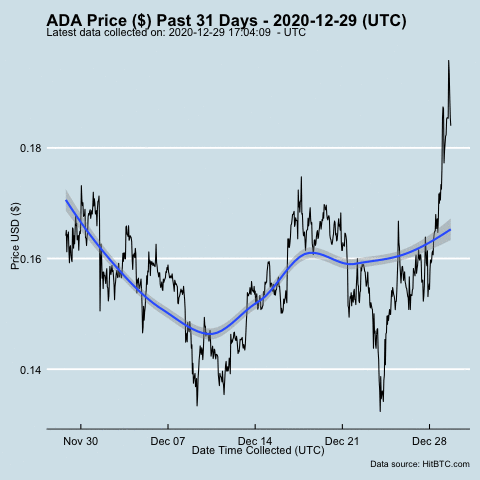 ADA Price ($) Past 31 Days - 2020-12-29 (UTC)
Latest data collected on: 2020-12-29 17:04:09  - UTC
Price USD ($)
0.18
0.16
0.14
Nov 30 Dec 07 Dec 14 Dec 21 Dec 28
Date Time Collected (UTC)
Data source: HitBTC.com